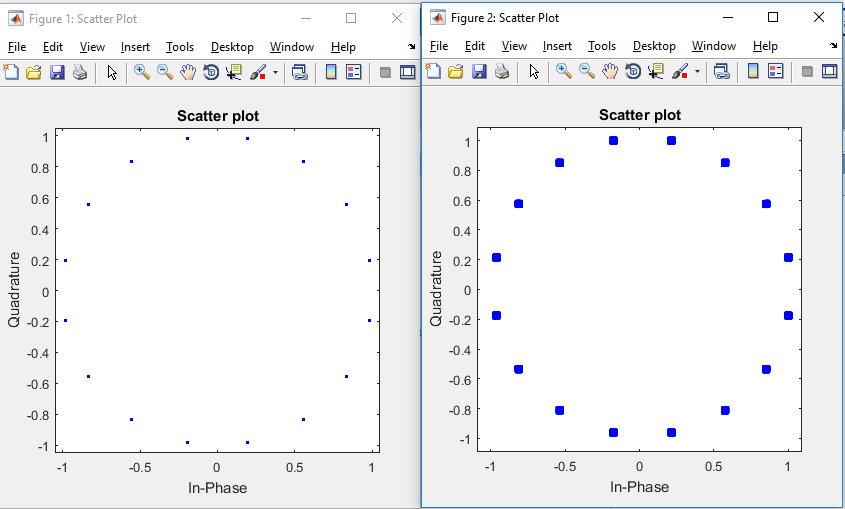 Figure 1: Scatter Plot
File Edit View Insert Tools Desktop Window Help
Scatter plot
1
0.8
0.6
0.4
0.2
0
-0.2
-0.4
-0.6
-0.8
-1
Quadrature
-1 -0.5 0 0.5 1
In-Phase
Figure 2: Scatter Plot
File Edit View Insert Tools Desktop Window Help
Scatter plot
1
0.8
0.6
0.4
0.2
0
-0.2
-0.4
-0.6
-0.8
-1
Quadrature
-1 -0.5 0 0.5 1
In-Phase